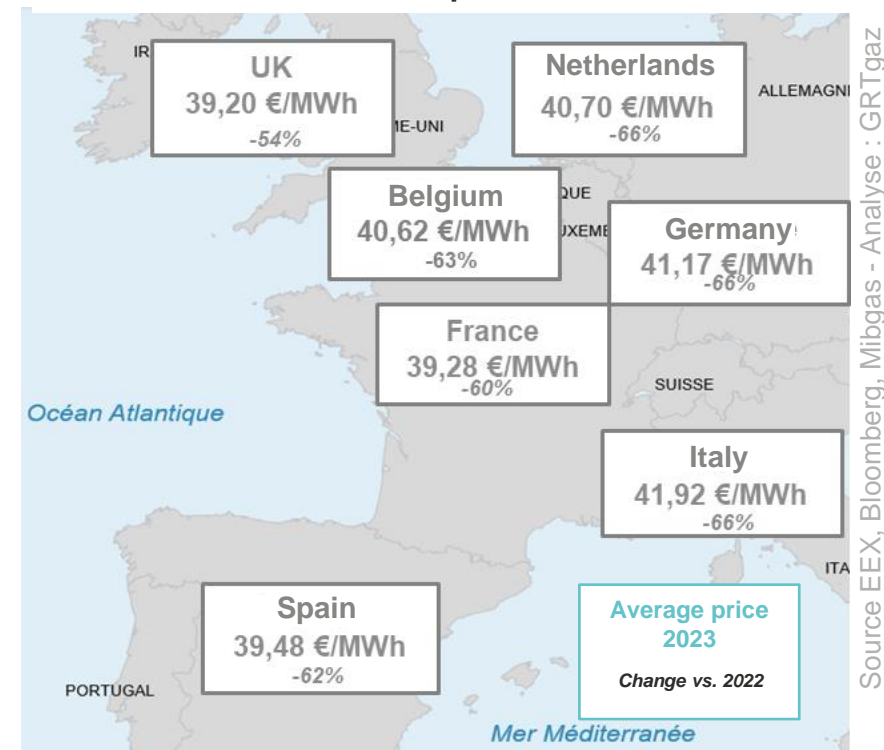 IR
UK
39,20 €/MWh
-54%
ME-UNI
Netherlands
40,70 €/MWh
-66%
ALLEMAGN
Belgium
40,62 €/MWh
-63%
QUE
UXEME
Germany
41,17 €/MWh
-66%
France
39,28 €/MWh
-60%
SUISSE
Océan Atlantique
Italy
41,92 €/MWh
-66%
ITA
Spain
39,48 €/MWh
-62%
PORTUGAL
Average price
2023
Change vs. 2022
Mer Méditerranée
Source EEX, Bloomberg, Mibgas - Analyse : GRTgaz